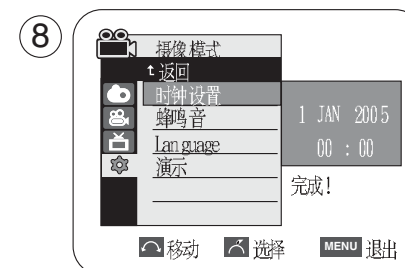 8
摄像模式
返回
时钟设置
蜂鸣音
Language
演示
1 JAN 2005
00 : 00
完成！
移动 选择 MENU 退出